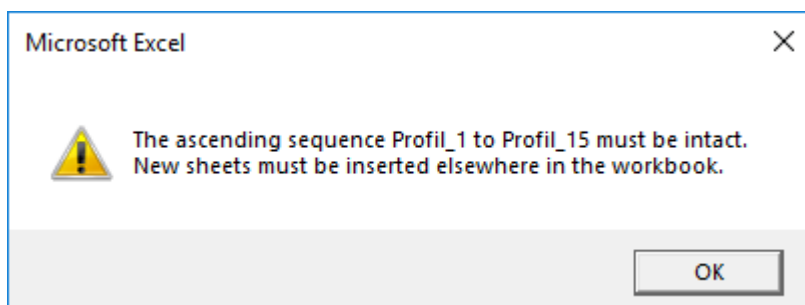 Microsoft Excel
The ascending sequence Profil_1 to Profil_15 must be intact.
New sheets must be inserted elsewhere in the workbook.
OK